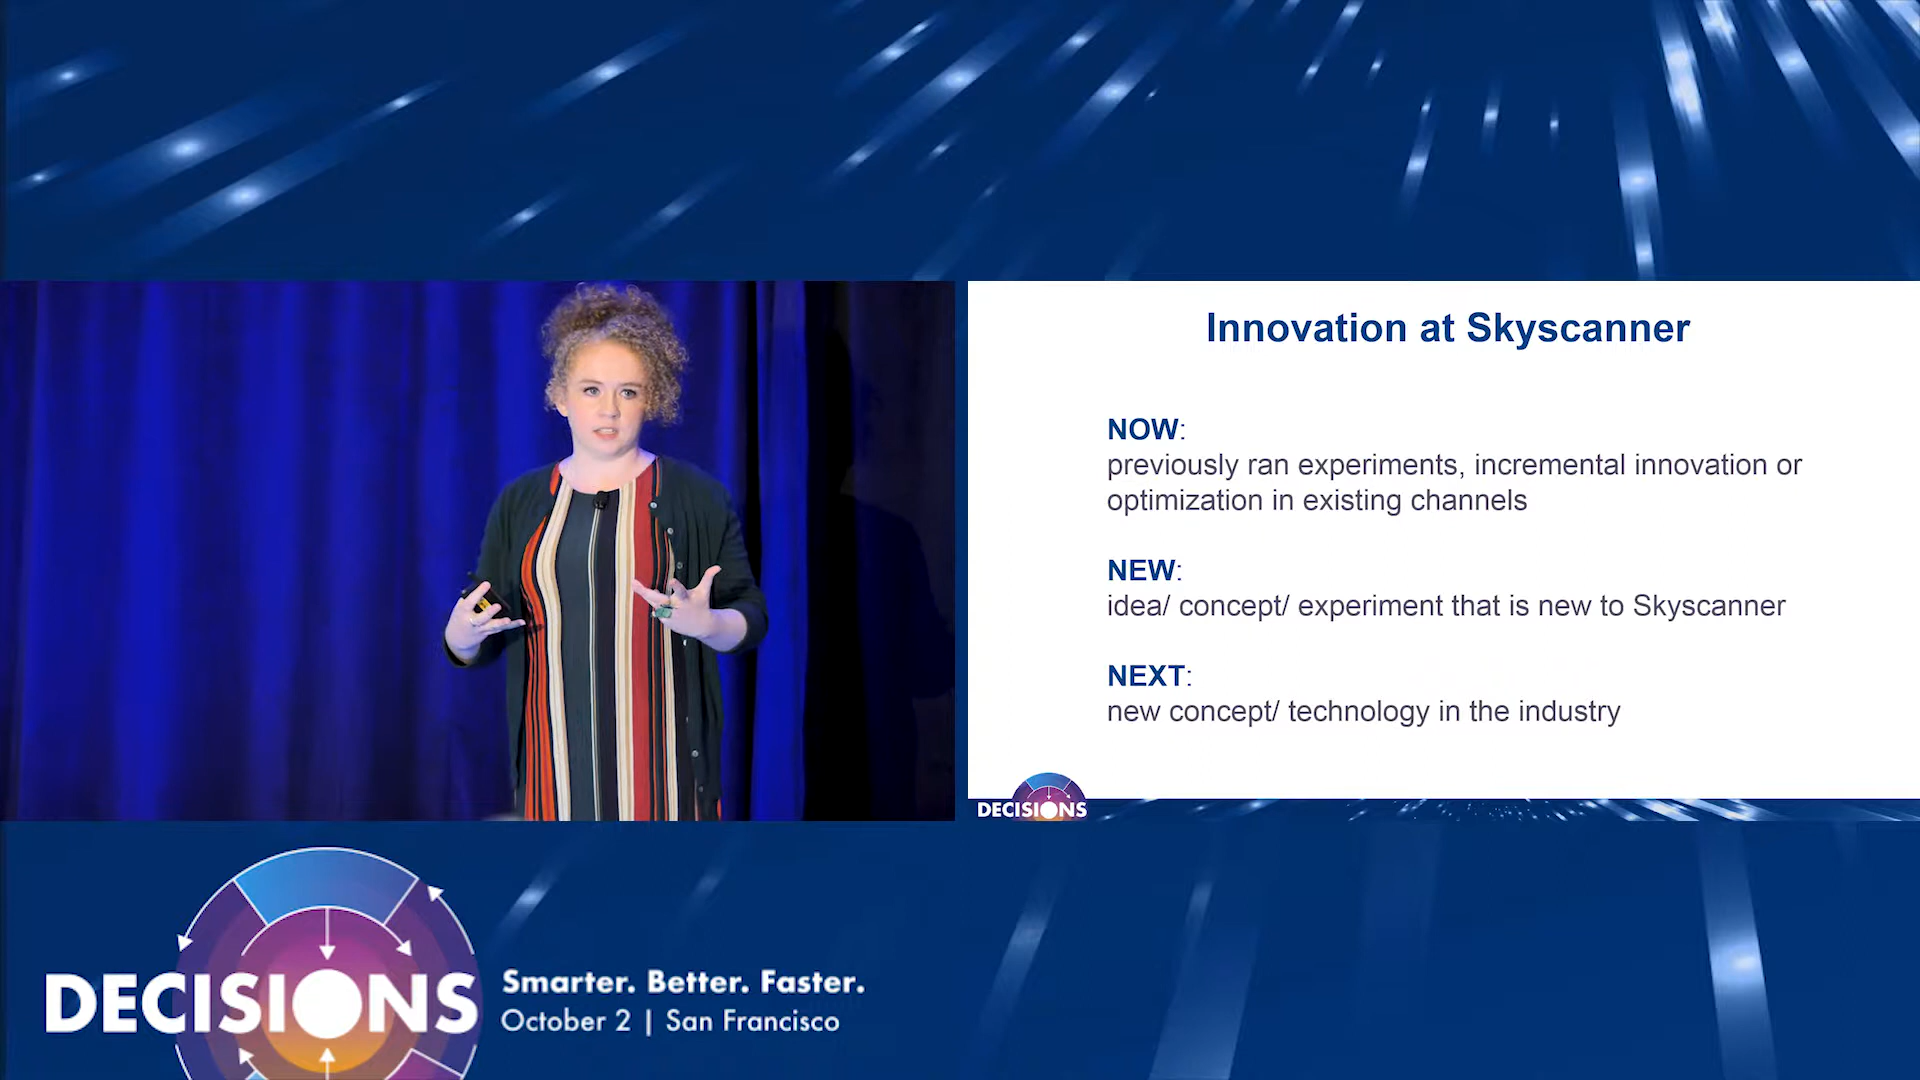 Innovation at Skyscanner
NOW:
previously ran experiments, incremental innovation or
optimization in existing channels
NEW:
idea/ concept/ experiment that is new to Skyscanner
NEXT:
new concept/ technology in the industry
DECISIONS
DECISIONS
Smarter. Better. Faster.
October 2 | San Francisco